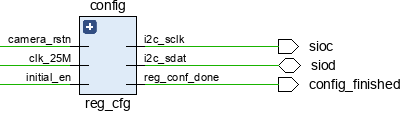 config
camera_rstn
clk_25M
initial_en
i2c_sclk
i2c_sdat
reg_conf_done
reg_cfg
sioc
siod
config_finished